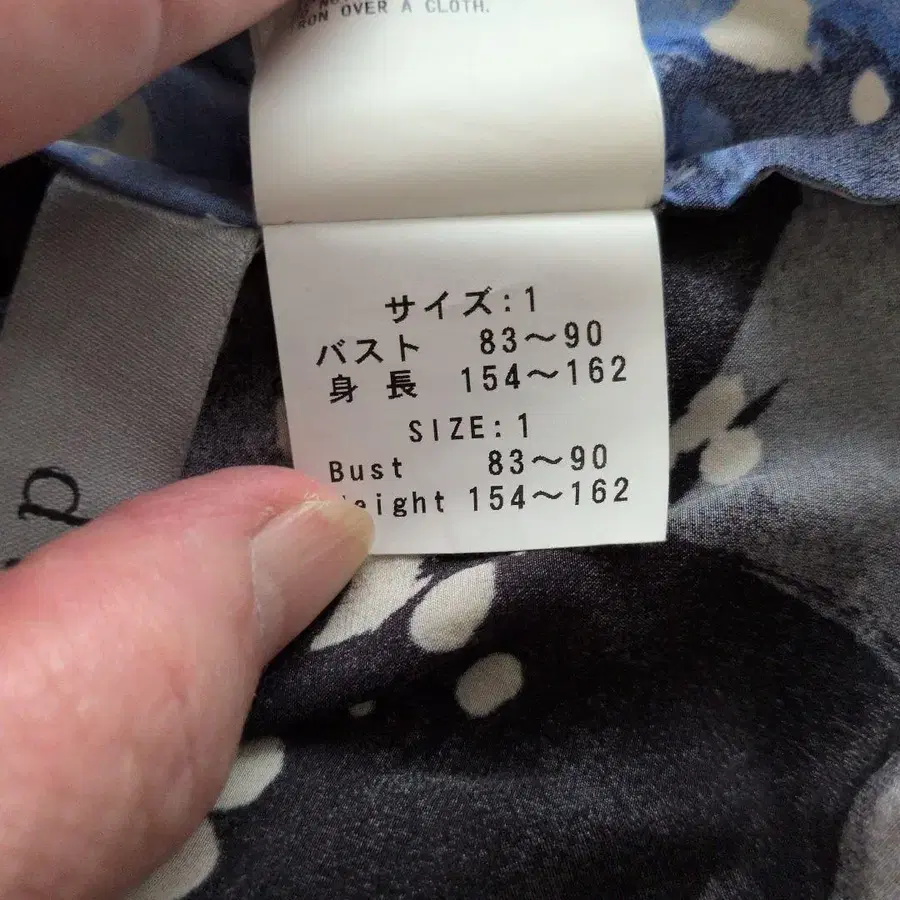 IRON OVER A CLOTH.
サイズ:1
バスト 83～90
身 長 154～162
SIZE:1
Bust 83～90
Height 154～162